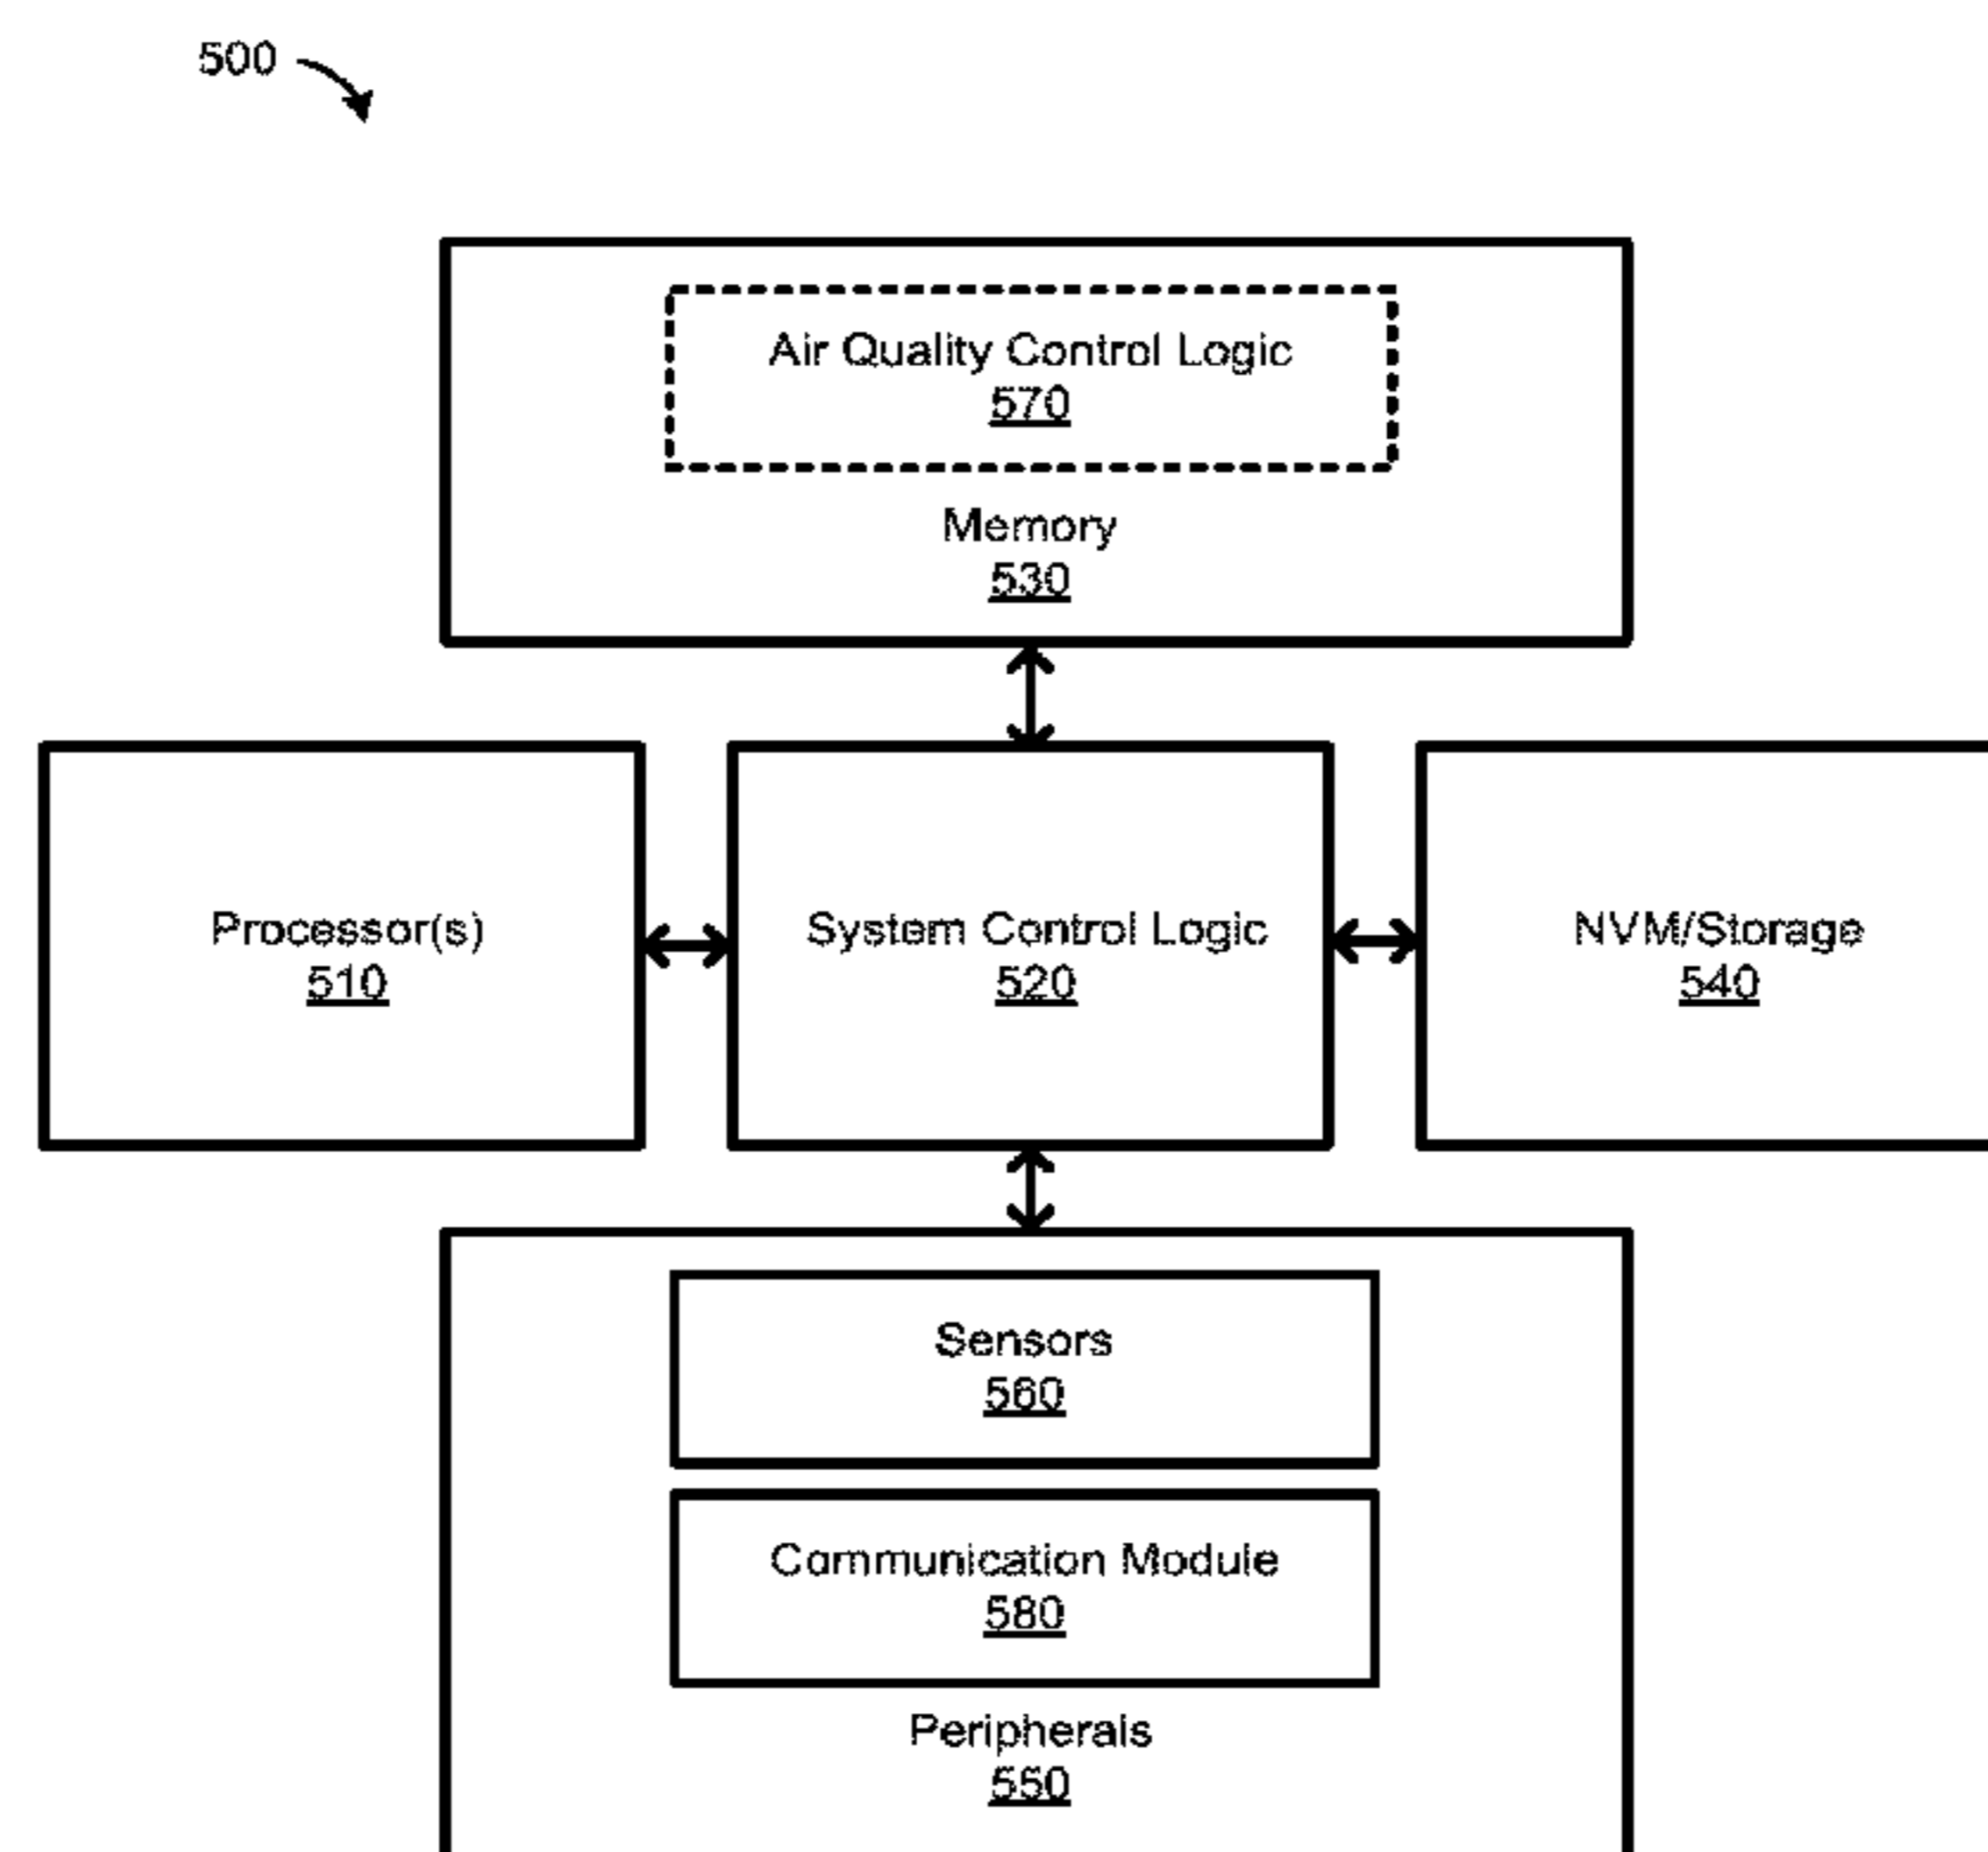 500
Air Quality Control Logic
570
Memory
530
Processor(s)
510
System Control Logic
520
NVM/Storage
540
Sensors
560
Communication Module
580
Peripherals
550